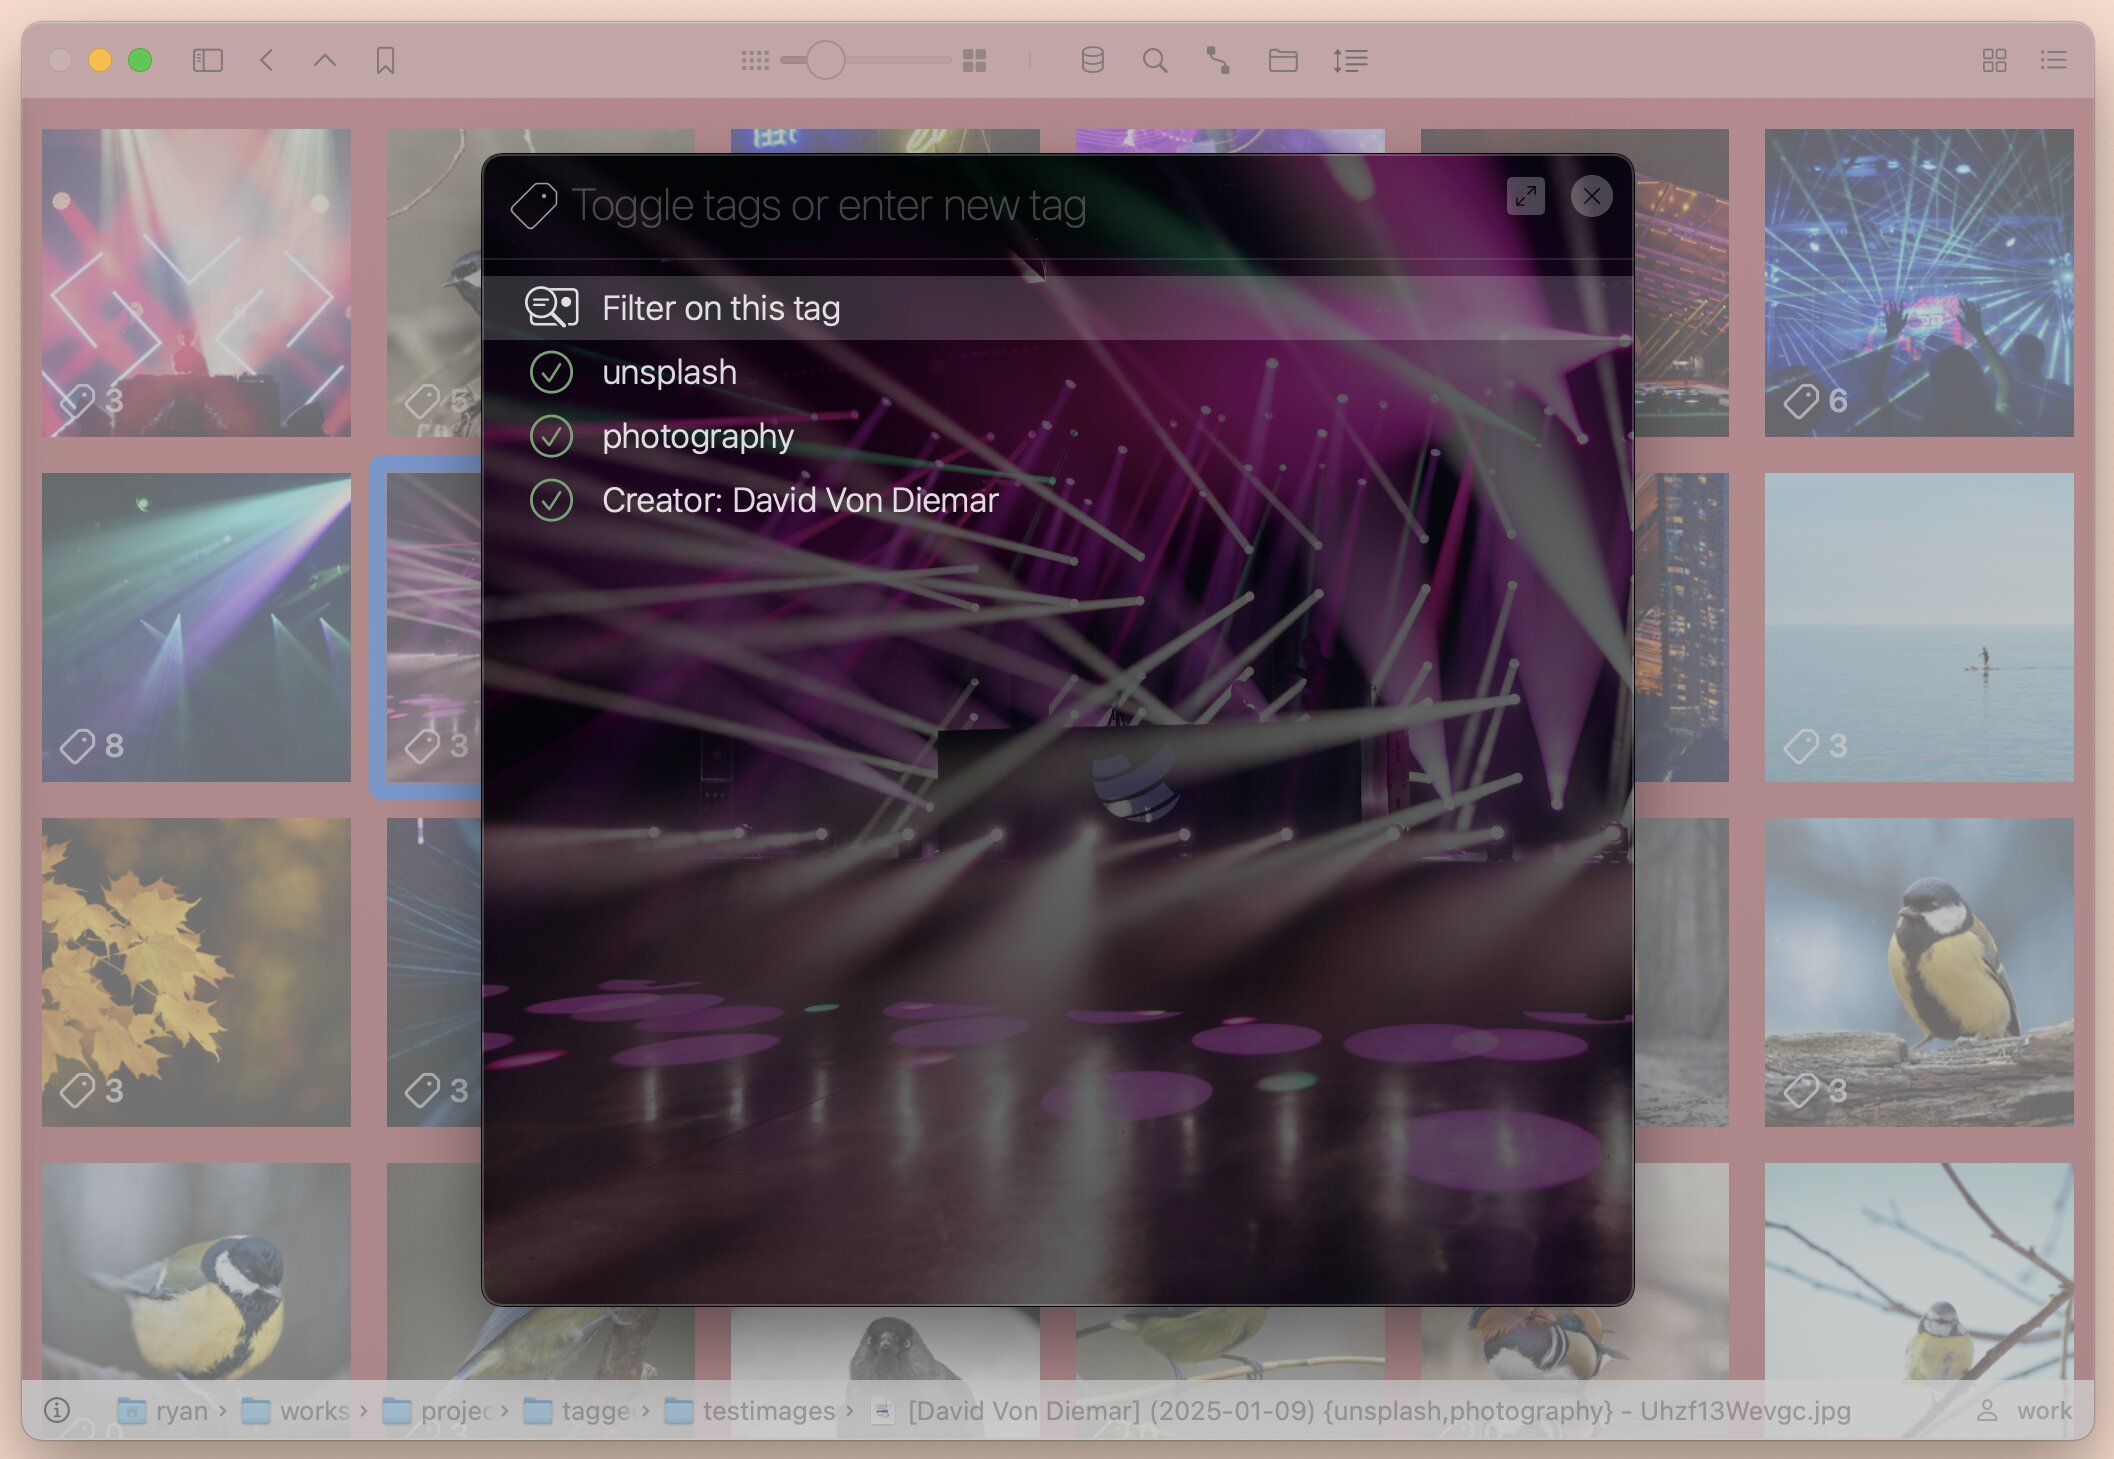 Toggle tags or enter new tag
Filter on this tag
unsplash
photography
Creator: David Von Diemar
3
5
6
8
3
3
3
3
3
ryan › works › projec › tagge › testimages › [David Von Diemar] (2025-01-09) {unsplash,photography} - Uhzf13Wevgc.jpg
work